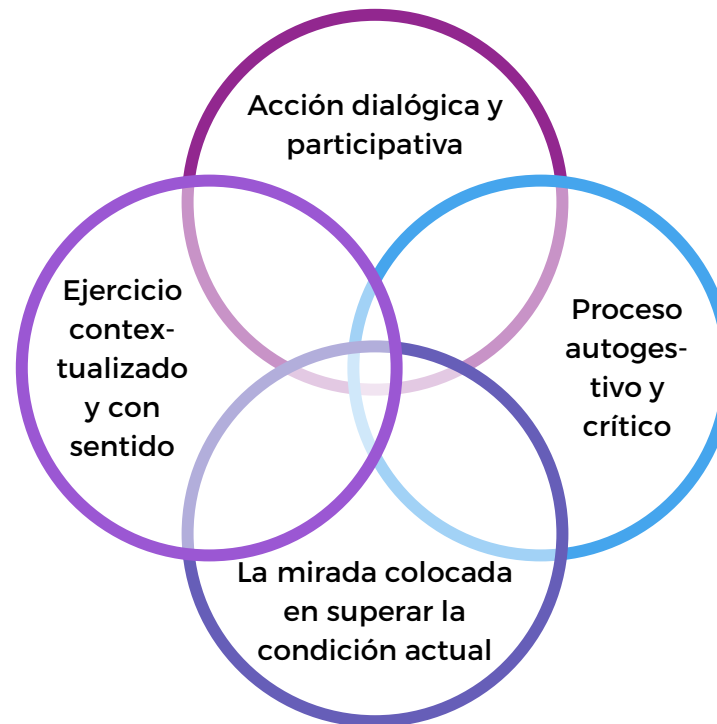 Acción dialógica y
participativa
Ejercicio
contex-
tualizado
y con
sentido
Proceso
autoges-
tivo y
crítico
La mirada colocada
en superar la
condición actual